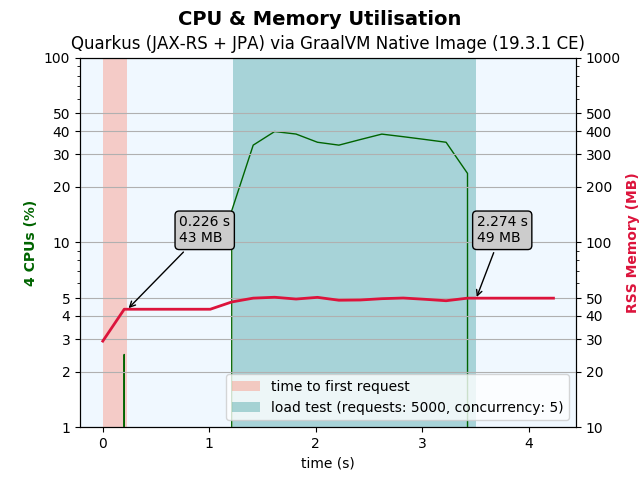 CPU & Memory Utilisation
Quarkus (JAX-RS + JPA) via GraalVM Native Image (19.3.1 CE)
100
50
40
30
20
10
5
4
3
2
1
4 CPUs (%)
1000
500
400
300
200
100
50
40
30
20
10
RSS Memory (MB)
0.226 s
43 MB
2.274 s
49 MB
time to first request
load test (requests: 5000, concurrency: 5)
0
1
2
3
4
time (s)